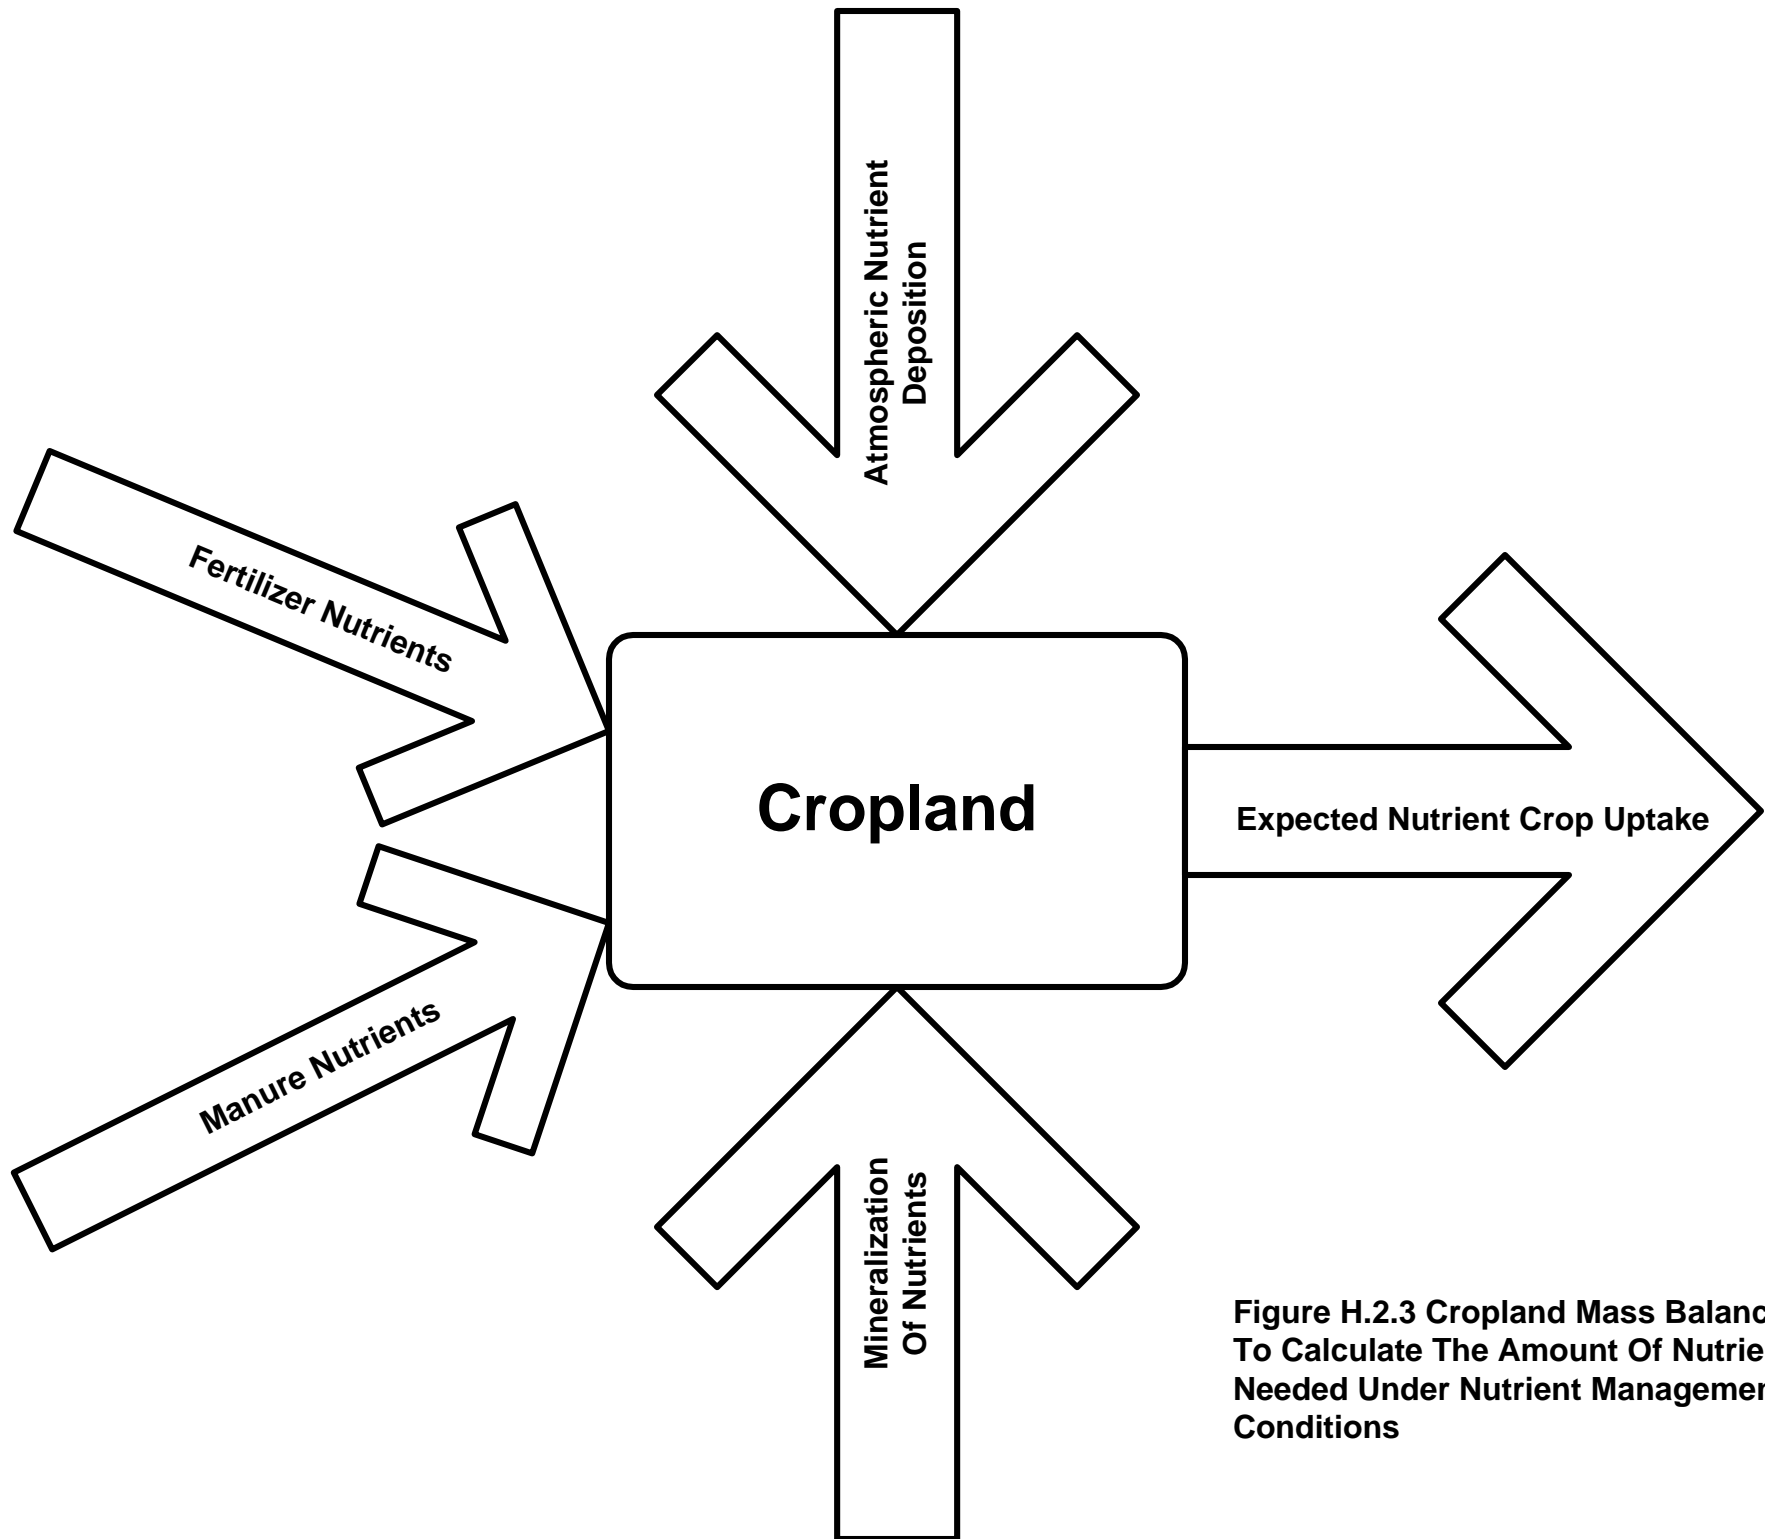 Atmospheric Nutrient
Deposition
Fertilizer Nutrients
Cropland
Expected Nutrient Crop Uptake
Manure Nutrients
Mineralization
Of Nutrients
Figure H.2.3 Cropland Mass Balanc
To Calculate The Amount Of Nutrie
Needed Under Nutrient Managemen
Conditions